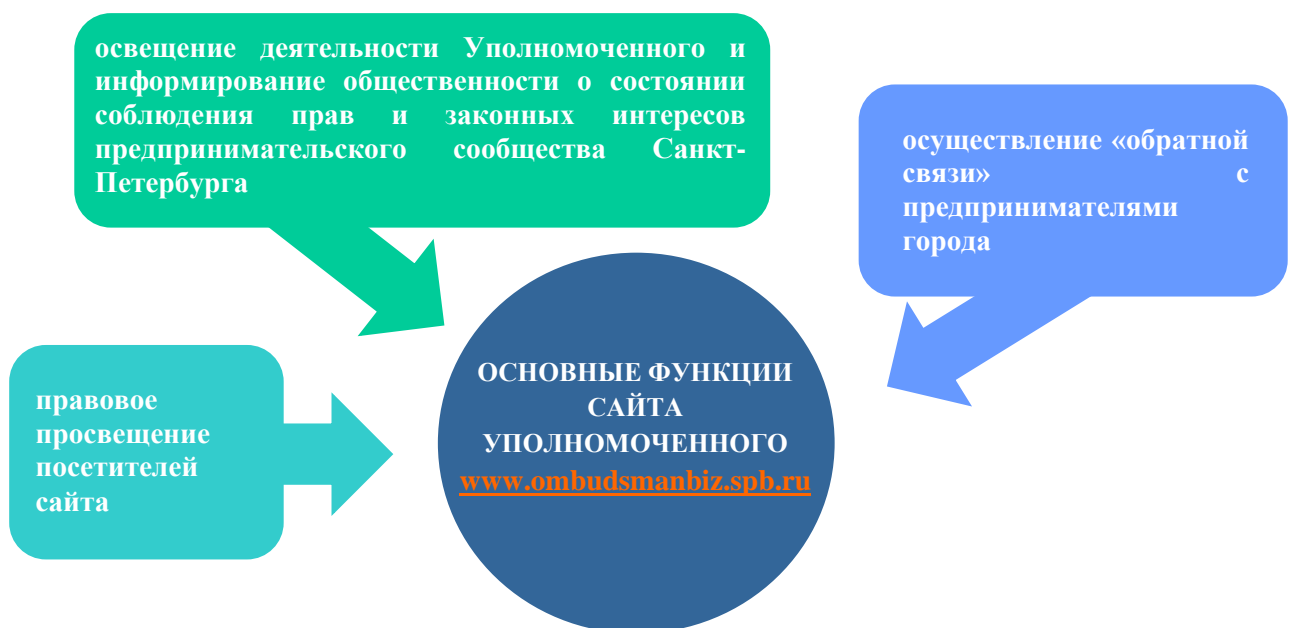 освещение деятельности Уполномоченного и
информирование общественности о состоянии
соблюдения прав и законных интересов
предпринимательского сообщества Санкт-
Петербурга
осуществление «обратной
связи» с
предпринимателями
города
правовое
просвещение
посетителей
сайта
ОСНОВНЫЕ ФУНКЦИИ
САЙТА
УПОЛНОМОЧЕННОГО
www.ombudsmanbiz.spb.ru